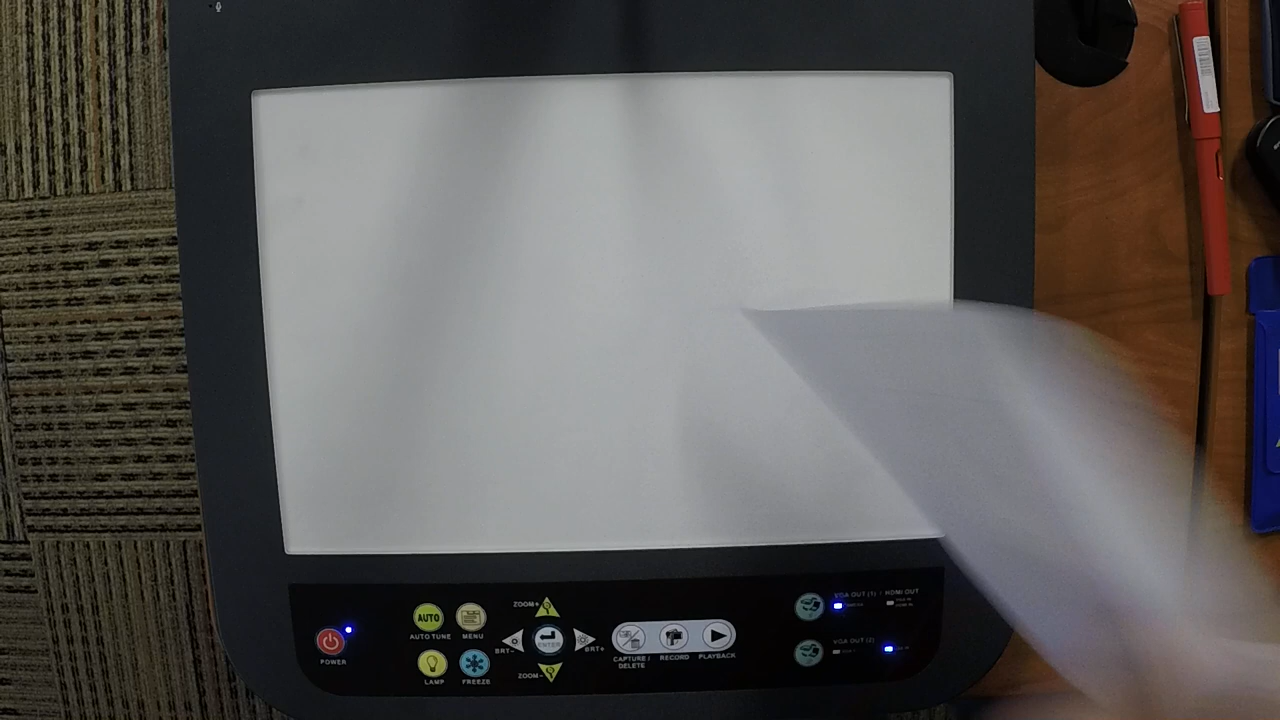 VGA OUT (1) / HDMI OUT
ZOOM+
AUTO
AUTO TUNE
MENU
BRT-
ENTER
BRT+
POWER
CAPTURE / DELETE
RECORD
PLAYBACK
VGA OUT (2)
LAMP
FREEZE
ZOOM-